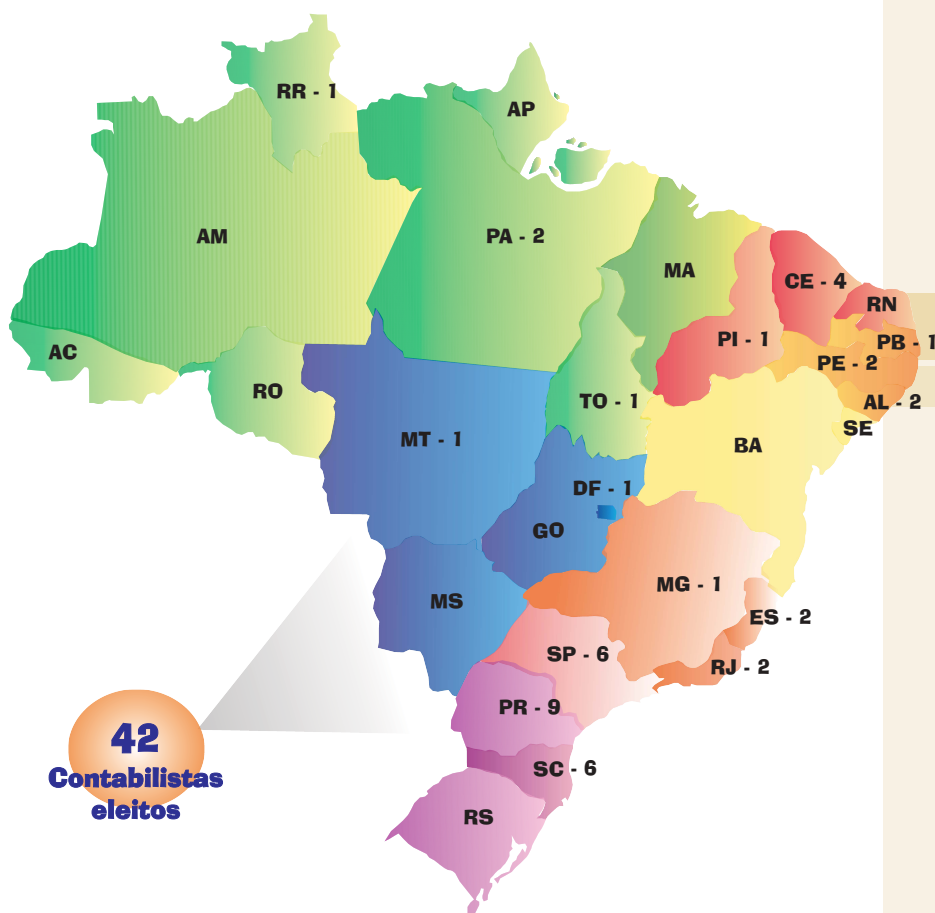 RR - 1
AP
AM
PA - 2
MA
CE - 4
RN
PI - 1
PB - 1
PE - 2
AC
RO
TO - 1
AL - 2
SE
MT - 1
BA
DF - 1
GO
MG - 1
MS
ES - 2
SP - 6
RJ - 2
PR - 9
42
Contabilistas
eleitos
SC - 6
RS